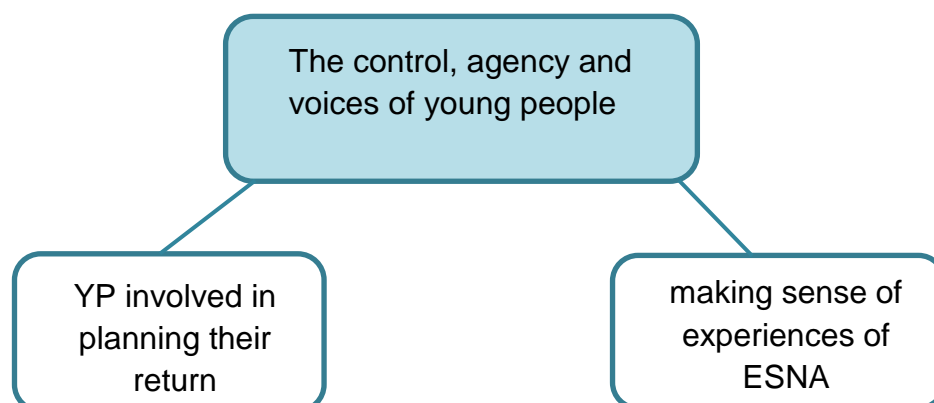 The control, agency and
voices of young people
YP involved in
planning their
return
making sense of
experiences of
ESNA